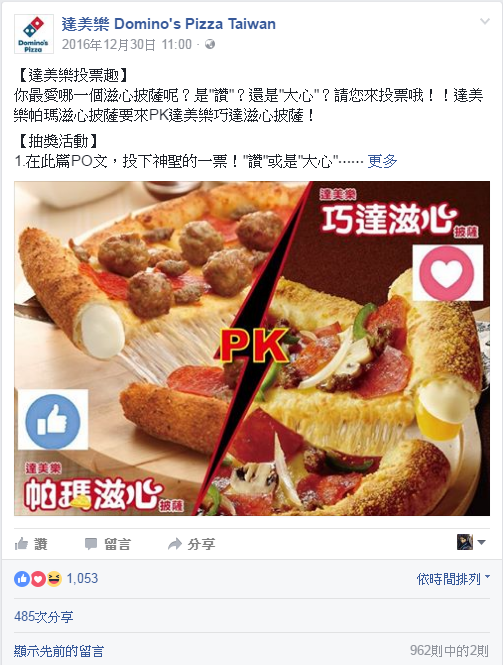 達美樂 Domino's Pizza Taiwan
Domino's
Pizza
2016年12月30日 11:00 ·
【達美樂投票趣】
你最愛哪一個滋心披薩呢？是"讚"？還是"大心"？請您來投票哦！！達美
樂帕瑪滋心披薩要來PK達美樂巧達滋心披薩！
【抽獎活動】
1.在此篇PO文，投下神聖的一票！"讚"或是"大心"⋯⋯ 更多
達美樂
巧達滋心披薩
PK
達美樂
帕瑪滋心披薩
讚 留言 分享
1,053 依時間排列
485次分享
顯示先前的留言 962則中的2則